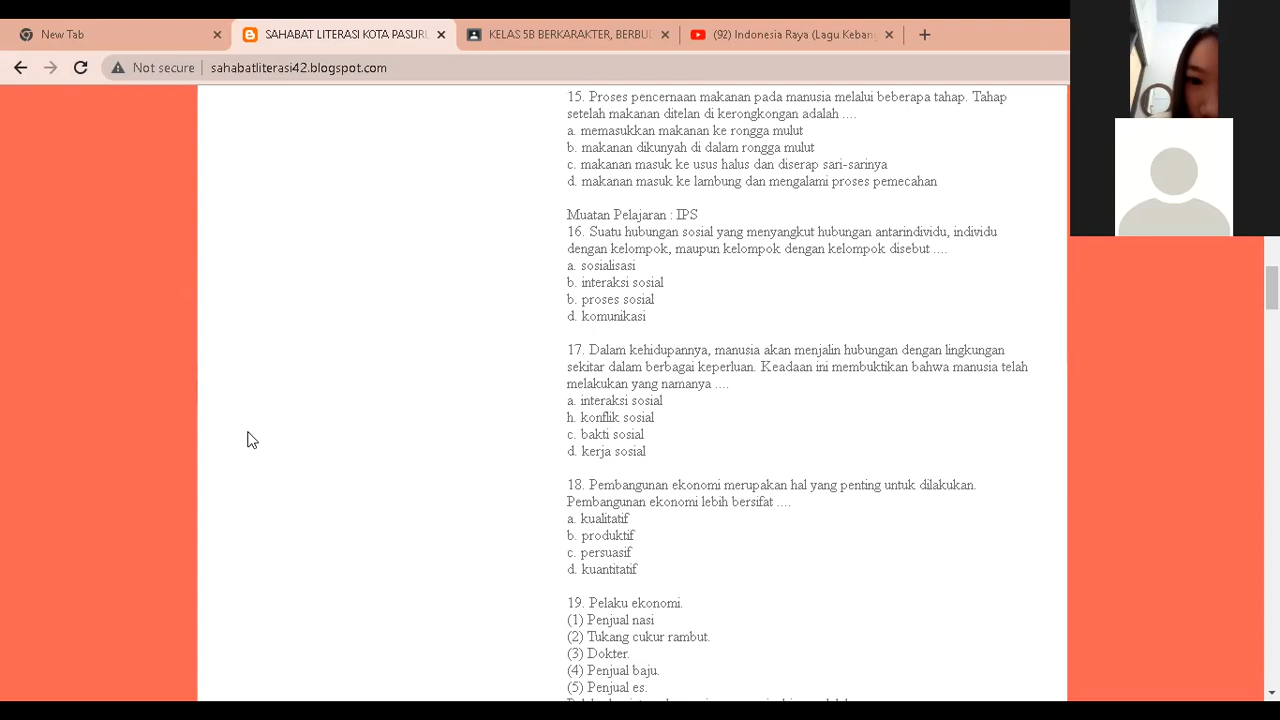 New Tab
SAHABAT LITERASI KOTA PASURU
KELAS 5B BERKARAKTER, BERBUD
(92) Indonesia Raya (Lagu Kebang
Not secure
sahabatliterasi42.blogspot.com
15. Proses pencernaan makanan pada manusia melalui beberapa tahap. Tahap
setelah makanan ditelan di kerongkongan adalah ....
a. memasukkan makanan ke rongga mulut
b. makanan dikunyah di dalam rongga mulut
c. makanan masuk ke usus halus dan diserap sari-sarinya
d. makanan masuk ke lambung dan mengalami proses pemecahan
Muatan Pelajaran : IPS
16. Suatu hubungan sosial yang menyangkut hubungan antarindividu, individu
dengan kelompok, maupun kelompok dengan kelompok disebut ....
a. sosialisasi
b. interaksi sosial
b. proses sosial
d. komunikasi
17. Dalam kehidupannya, manusia akan menjalin hubungan dengan lingkungan
sekitar dalam berbagai keperluan. Keadaan ini membuktikan bahwa manusia telah
melakukan yang namanya ....
a. interaksi sosial
h. konflik sosial
c. bakti sosial
d. kerja sosial
18. Pembangunan ekonomi merupakan hal yang penting untuk dilakukan.
Pembangunan ekonomi lebih bersifat ....
a. kualitatif
b. produktif
c. persuasif
d. kuantitatif
19. Pelaku ekonomi.
(1) Penjual nasi
(2) Tukang cukur rambut.
(3) Dokter.
(4) Penjual baju.
(5) Penjual es.